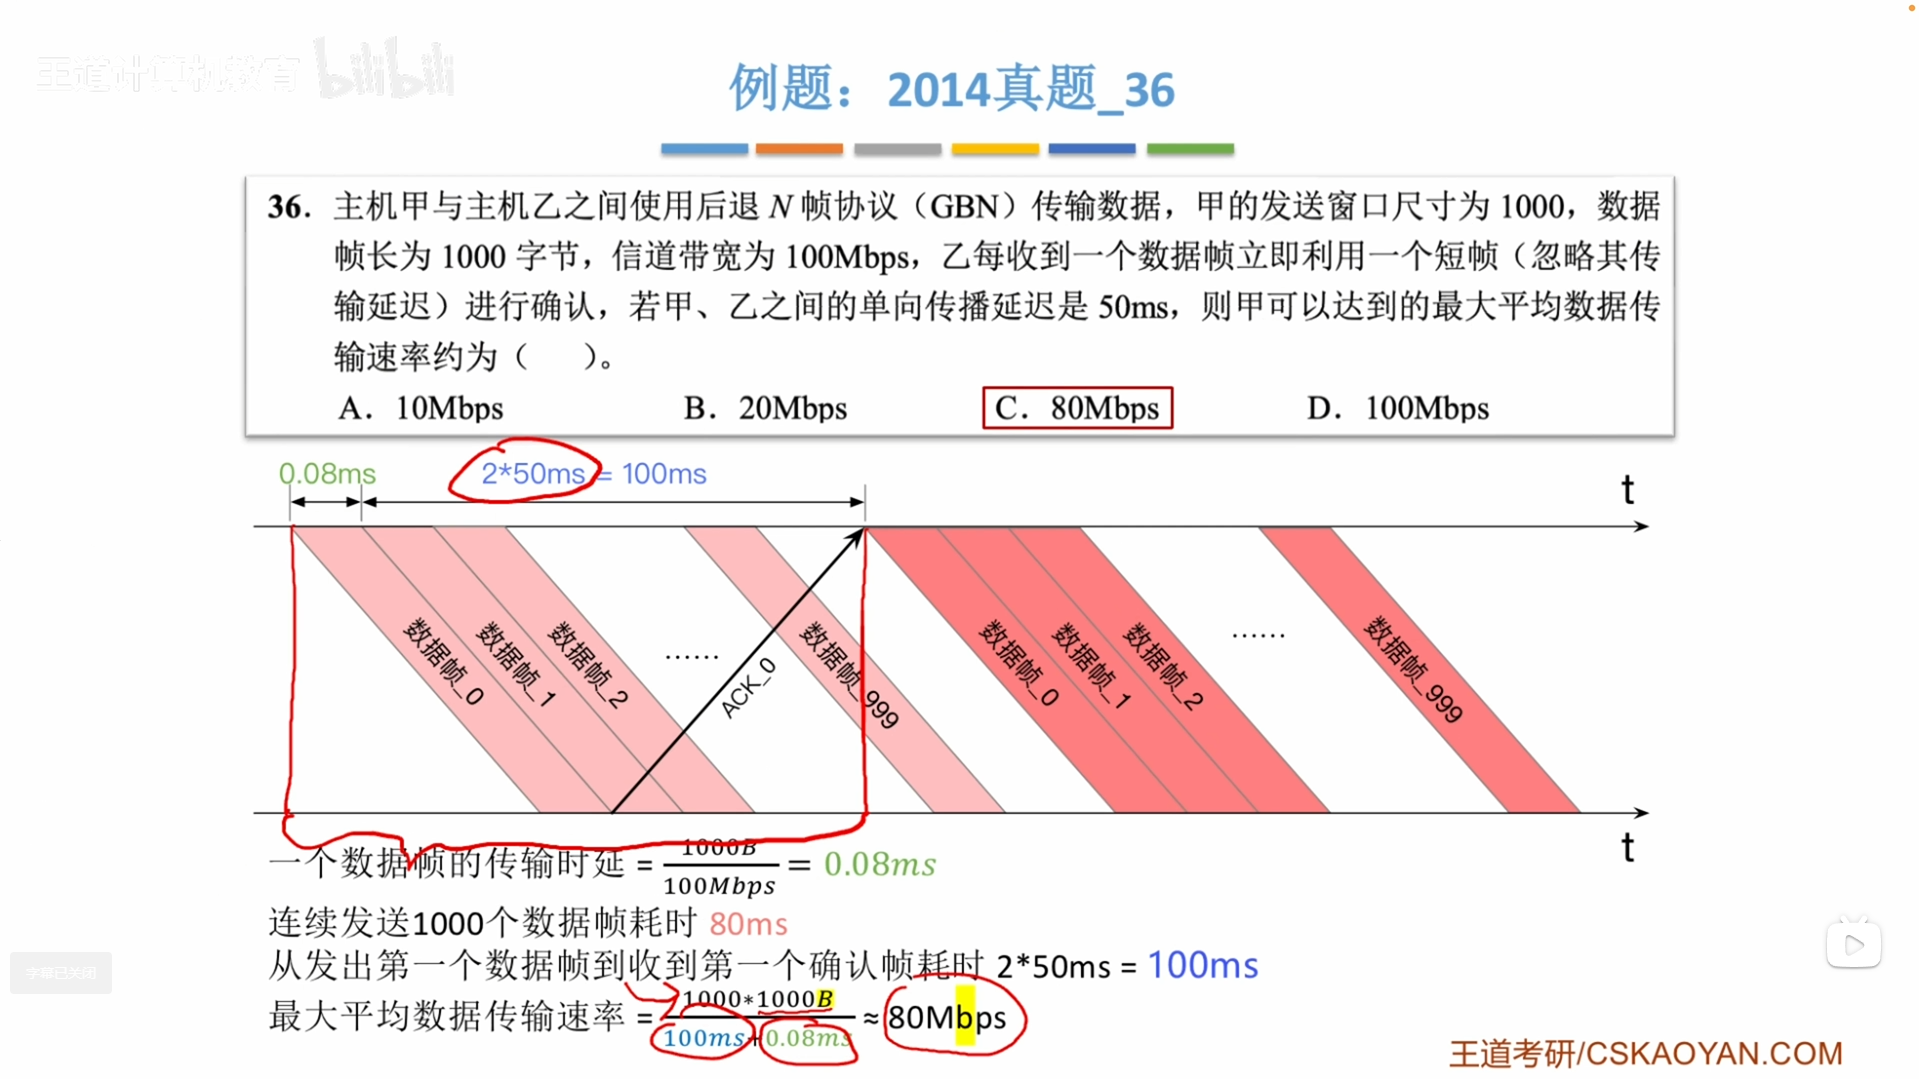 王道计算机教育 bilibili
例题：2014真题_36
36. 主机甲与主机乙之间使用后退 N 帧协议（GBN）传输数据，甲的发送窗口尺寸为 1000，数据
帧长为 1000 字节，信道带宽为 100Mbps，乙每收到一个数据帧立即利用一个短帧（忽略其传
输延迟）进行确认，若甲、乙之间的单向传播延迟是 50ms，则甲可以达到的最大平均数据传
输速率约为（ ）。
A. 10Mbps B. 20Mbps C. 80Mbps D. 100Mbps
0.08ms 2*50ms = 100ms
t
数据帧_0 数据帧_1 数据帧_2 …… ACK_0 数据帧_999 数据帧_0 数据帧_1 数据帧_2 …… 数据帧_999
t
一个数据帧的传输时延 = 1000B / 100Mbps = 0.08ms
连续发送1000个数据帧耗时 80ms
从发出第一个数据帧到收到第一个确认帧耗时 2*50ms = 100ms
最大平均数据传输速率 = 1000*1000B / 100ms+0.08ms ≈ 80Mbps
字幕已关闭
王道考研/CSKAOYAN.COM